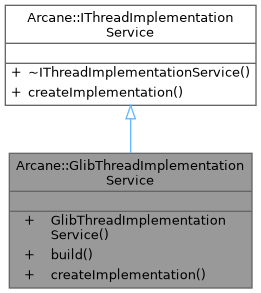 Arcane::IThreadImplementation
Service
+ ~IThreadImplementationService()
+ createImplementation()
Arcane::GlibThreadImplementation
Service
+ GlibThreadImplementation
Service()
+ build()
+ createImplementation()